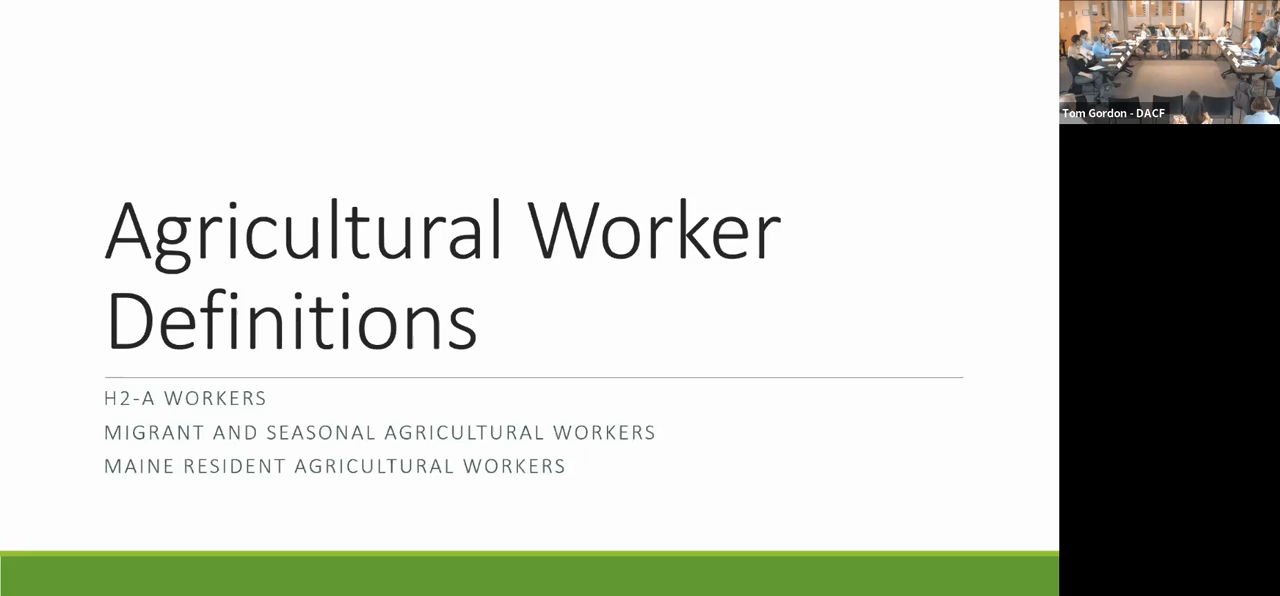 Agricultural Worker
Definitions
H2-A WORKERS
MIGRANT AND SEASONAL AGRICULTURAL WORKERS
MAINE RESIDENT AGRICULTURAL WORKERS
Tom Gordon - DACF